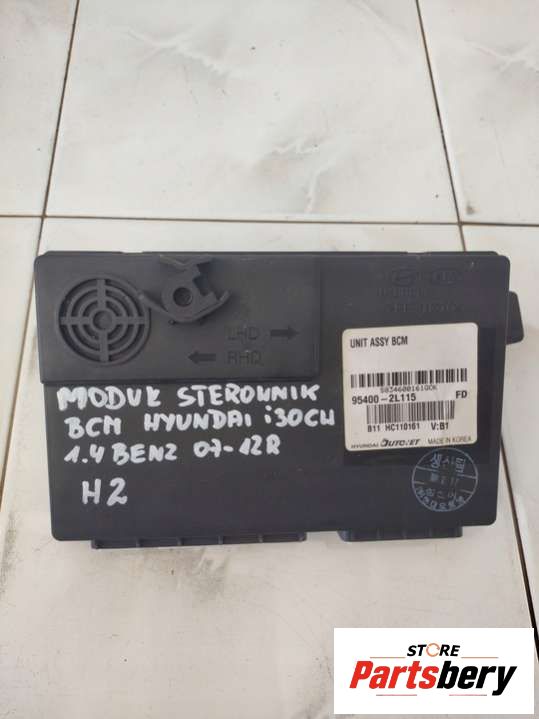 LHD
RHD
MODUŁ STEROWNIK
BCM HYUNDAI i30CW
1.4 BENZ 07-12R
H2
UNIT ASSY BCM
95400-2L115 FD
B11 HC110161 V:B1
HYUNDAI AUTONET MADE IN KOREA
STORE
Partsbery